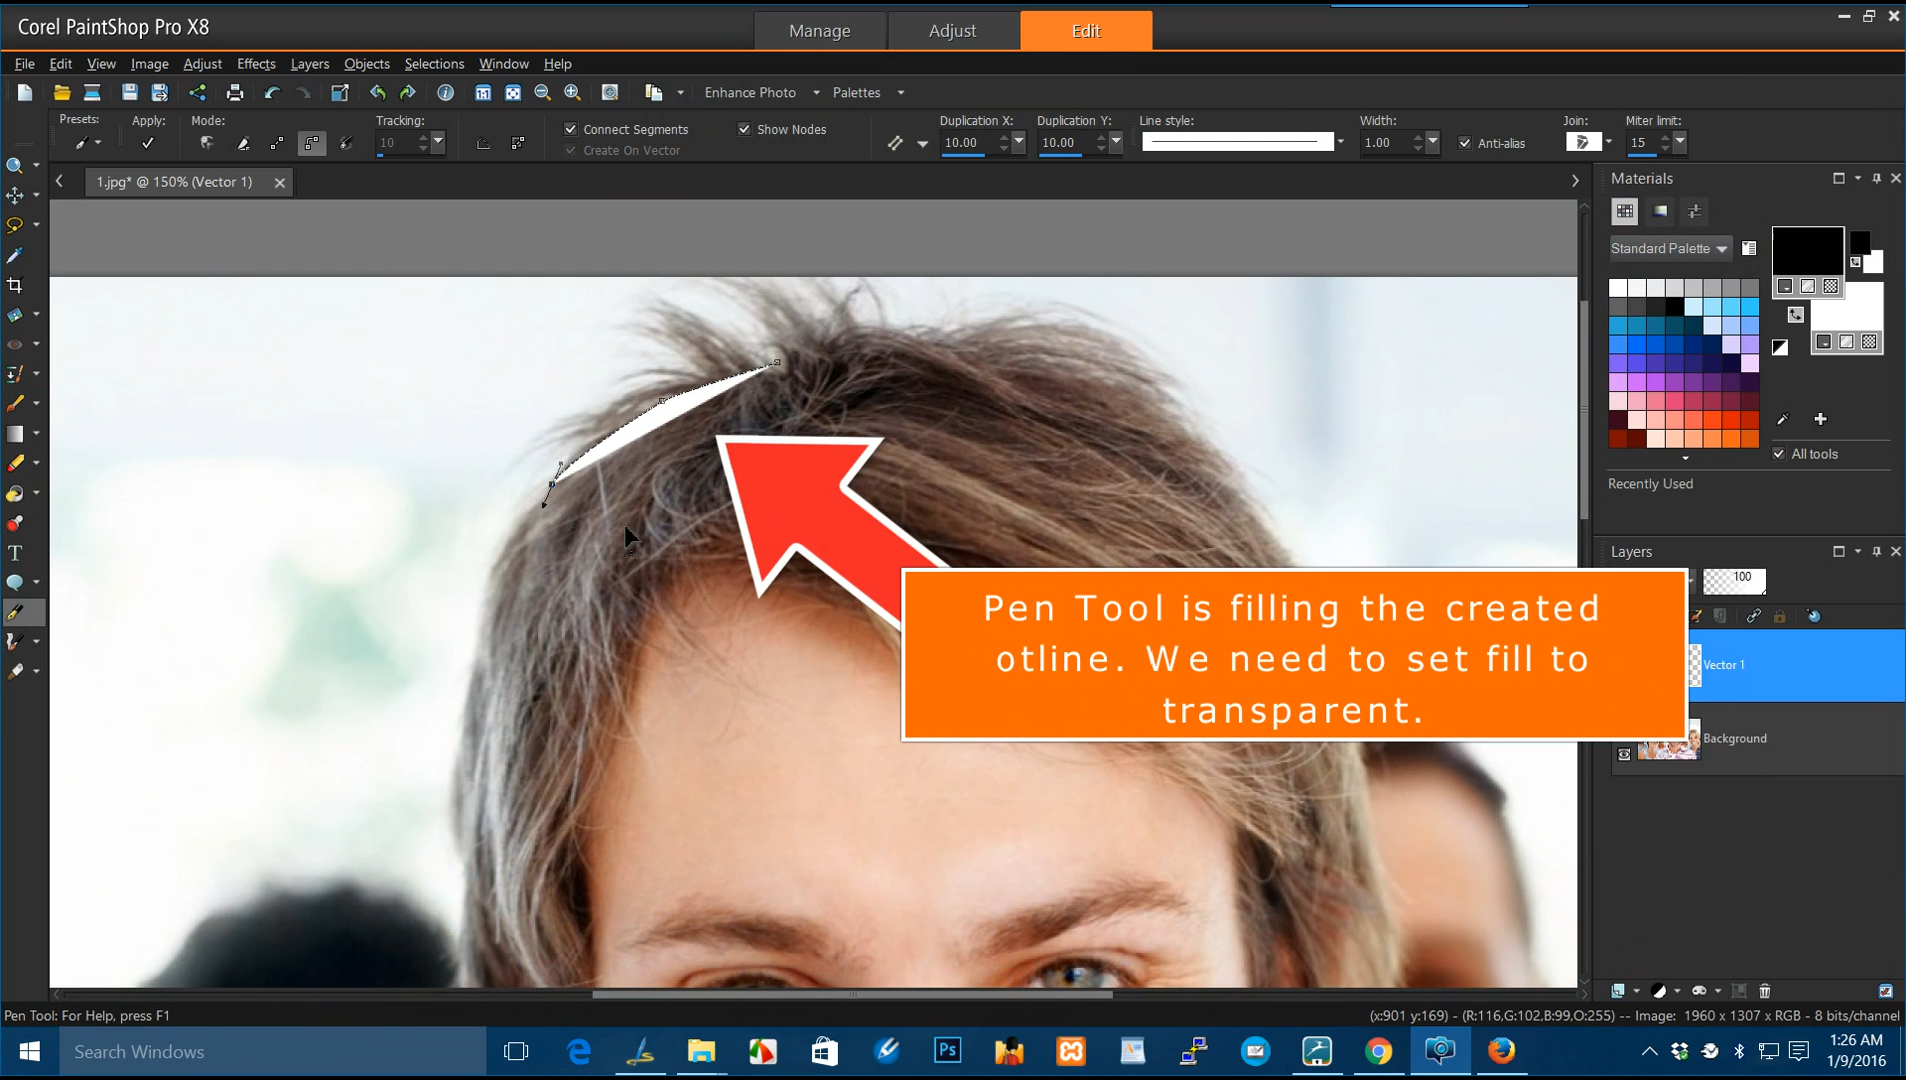 Corel PaintShop Pro X8
Manage
Adjust
Edit
File Edit View Image Adjust Effects Layers Objects Selections Window Help
Enhance Photo
Palettes
Presets:
Apply:
Mode:
Tracking:
10
Connect Segments
Create On Vector
Show Nodes
Duplication X:
10.00
Duplication Y:
10.00
Line style:
Width:
1.00
Anti-alias
Join:
Miter limit:
15
1.jpg* @ 150% (Vector 1)
Materials
Standard Palette
All tools
Recently Used
Layers
100
Vector 1
Background
Pen Tool is filling the created
otline. We need to set fill to
transparent.
Pen Tool: For Help, press F1
(x:901 y:169) - (R:116,G:102,B:99,O:255) -- Image: 1960 x 1307 x RGB - 8 bits/channel
Search Windows
Ps
1:26 AM
1/9/2016